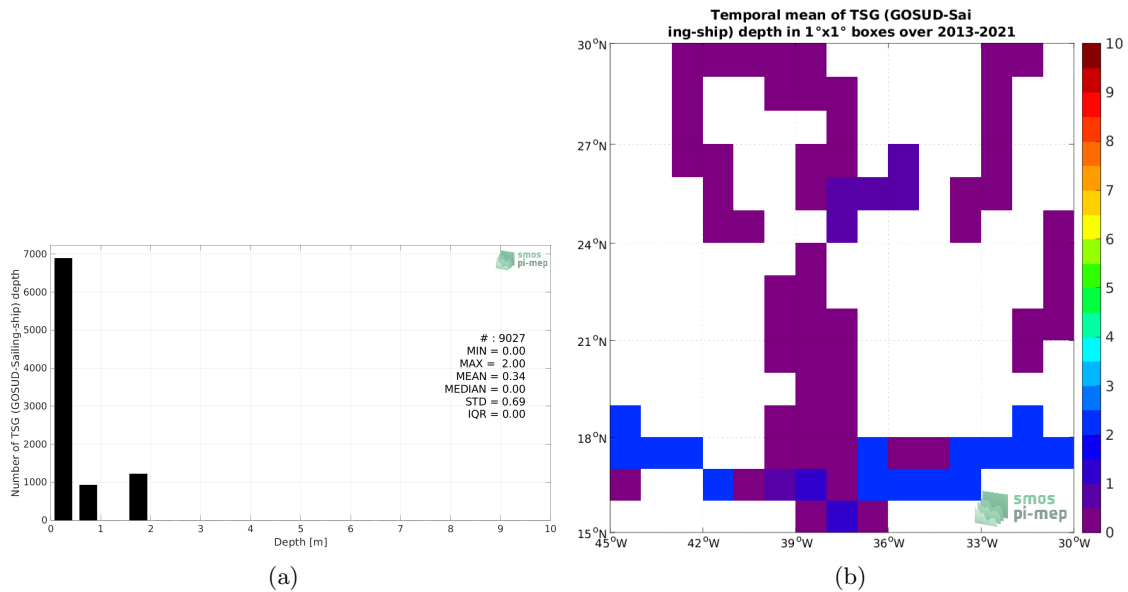 Number of TSG (GOSUD-Sailing-ship) depth
7000
6000
5000
4000
3000
2000
1000
0
0 1 2 3 4 5 6 7 8 9 10
Depth [m]
smos
pi-mep
# : 9027
MIN = 0.00
MAX = 2.00
MEAN = 0.34
MEDIAN = 0.00
STD = 0.69
IQR = 0.00
(a)
Temporal mean of TSG (GOSUD-Sai
ing-ship) depth in 1°x1° boxes over 2013-2021
30°N
27°N
24°N
21°N
18°N
15°N
45°W 42°W 39°W 36°W 33°W 30°W
smos
pi-mep
10
9
8
7
6
5
4
3
2
1
0
(b)